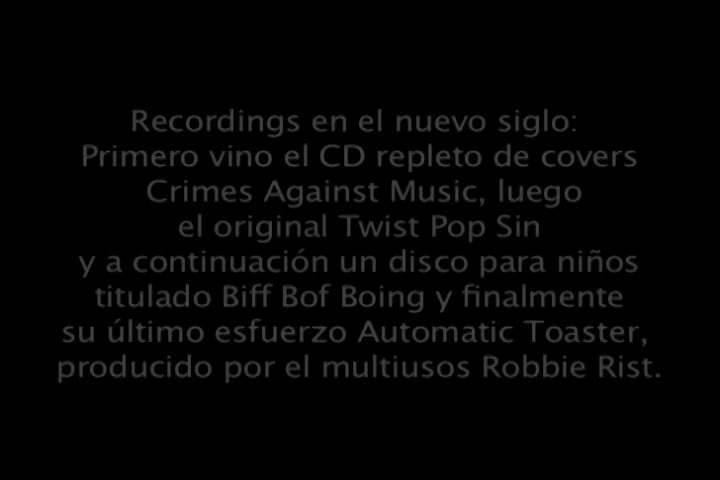 Recordings en el nuevo siglo:
Primero vino el CD repleto de covers
Crimes Against Music, luego
el original Twist Pop Sin
y a continuación un disco para niños
titulado Biff Bof Boing y finalmente
su último esfuerzo Automatic Toaster,
producido por el multiusos Robbie Rist.